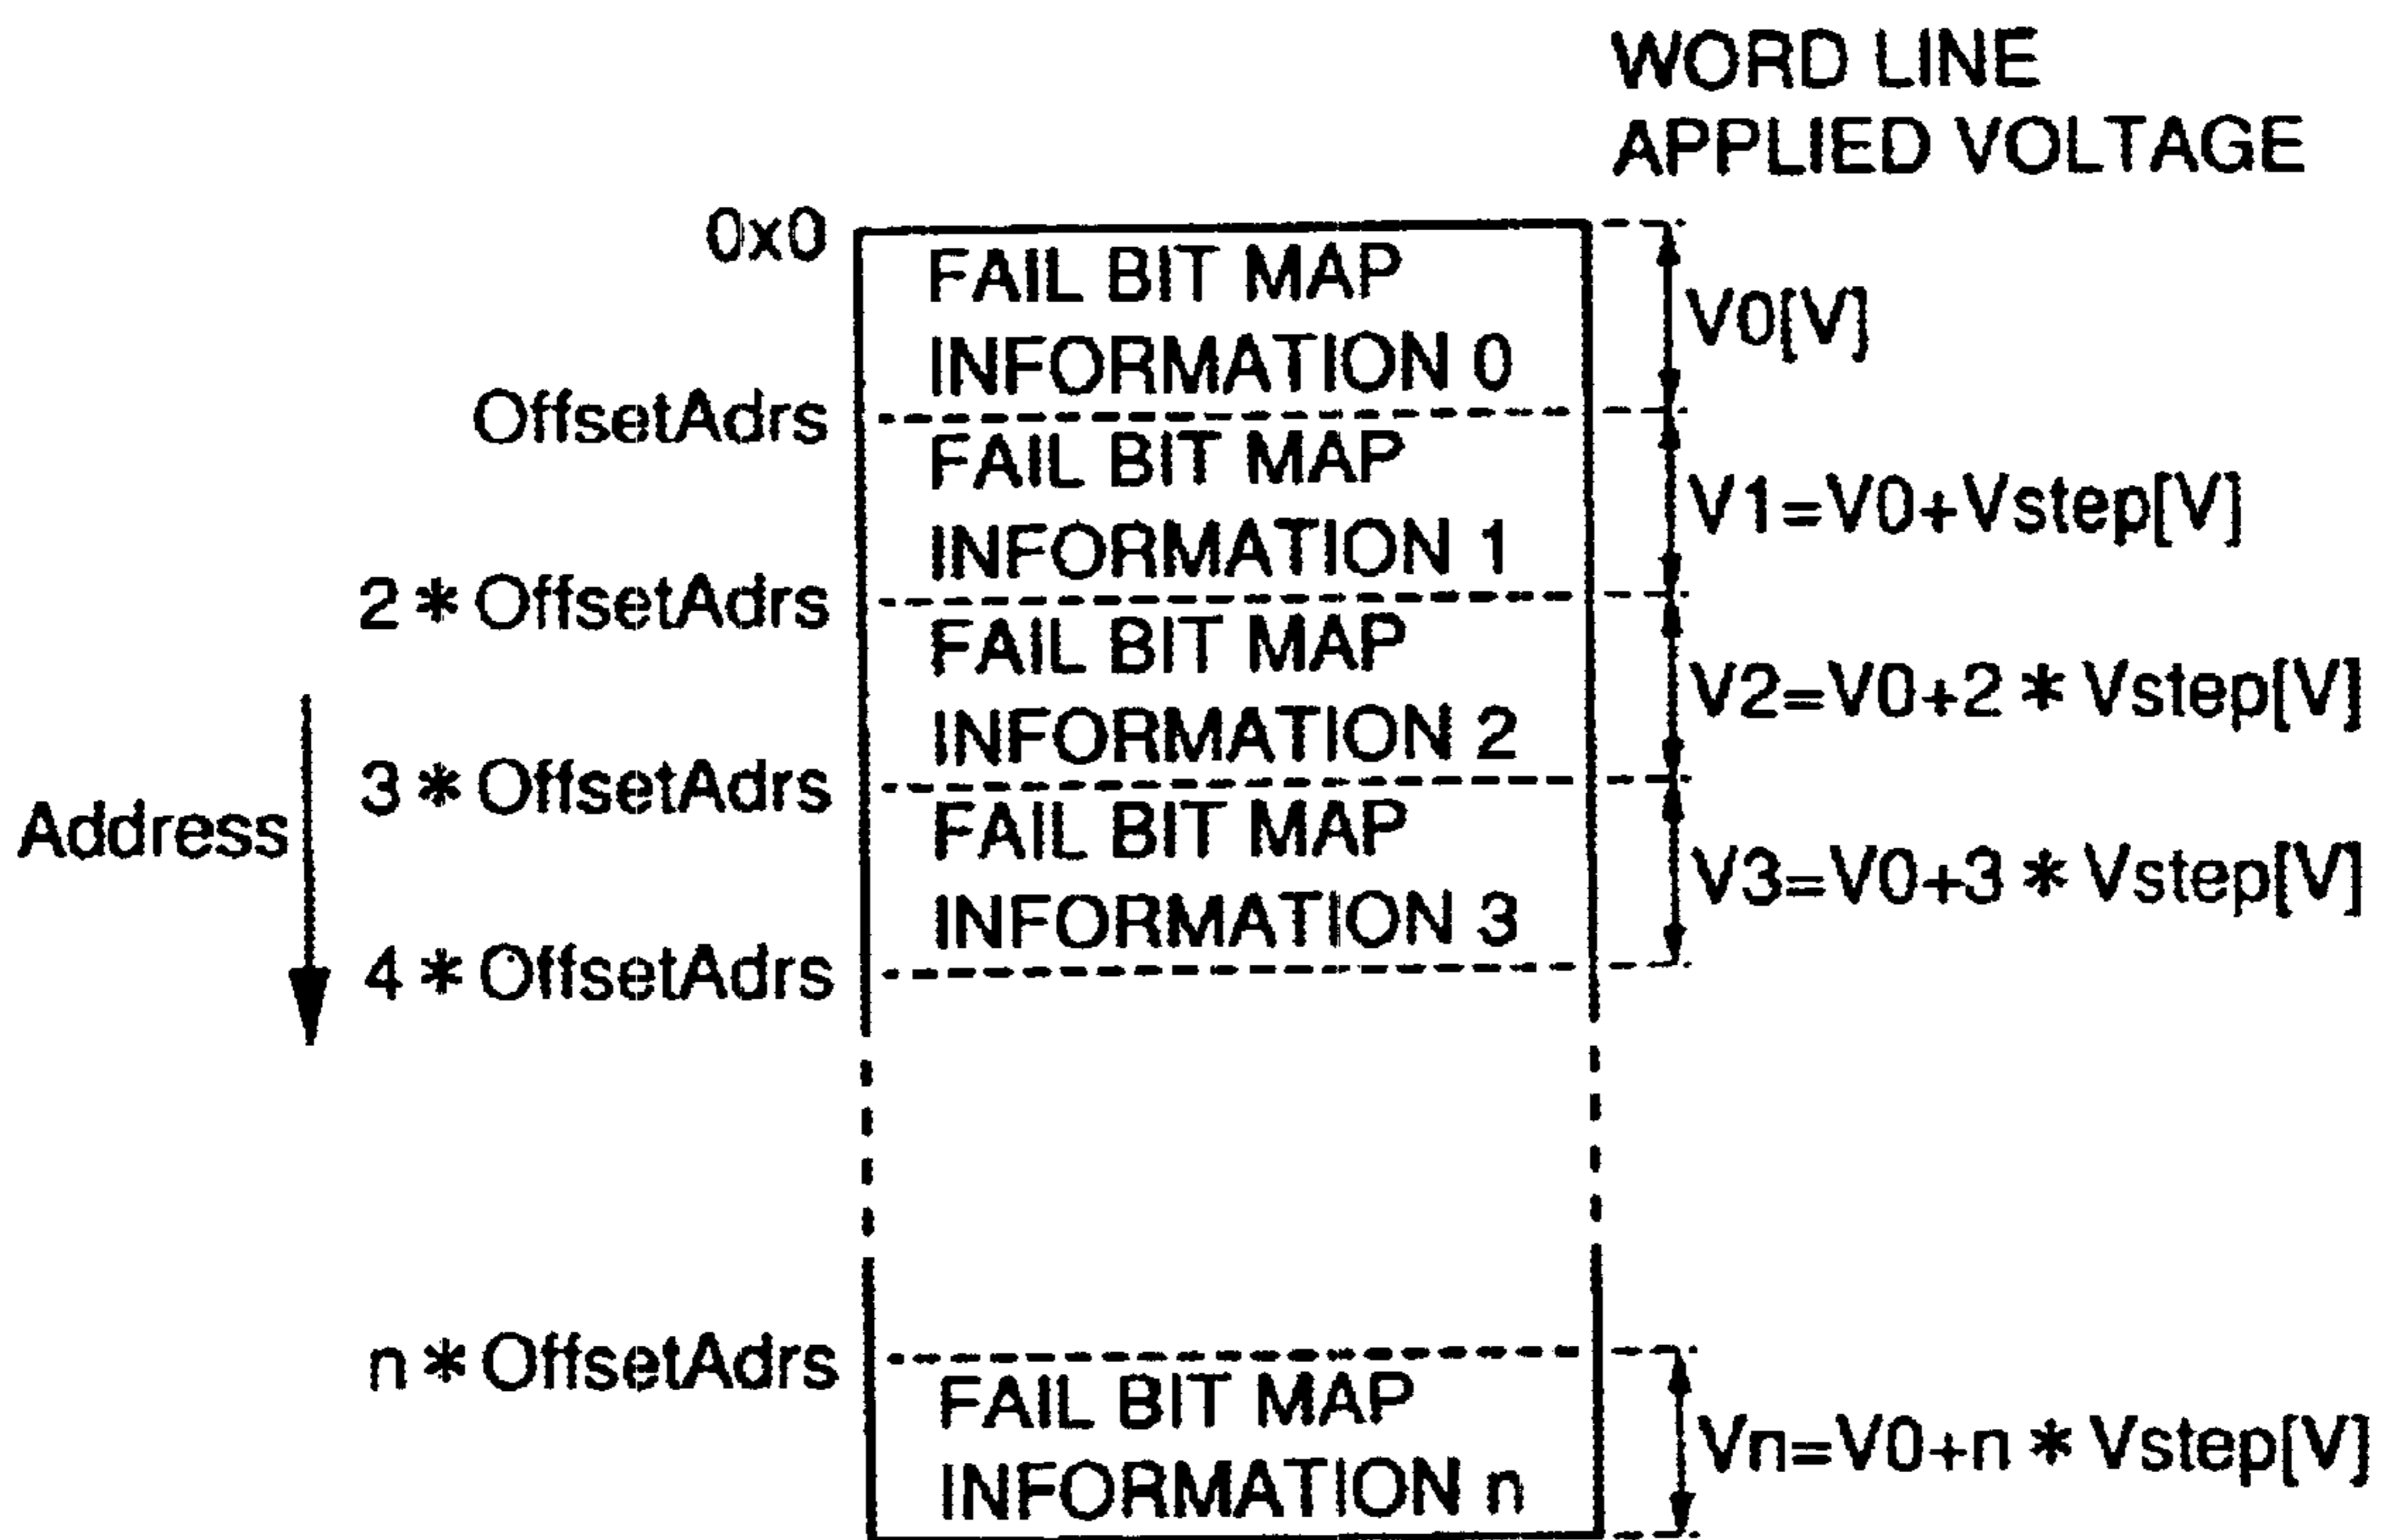 WORD LINE
APPLIED VOLTAGE
0x0
FAIL BIT MAP
INFORMATION 0
V0[V]
OffsetAdrs
FAIL BIT MAP
INFORMATION 1
V1=V0+Vstep[V]
2 * OffsetAdrs
FAIL BIT MAP
INFORMATION 2
V2=V0+2 * Vstep[V]
3 * OffsetAdrs
Address
FAIL BIT MAP
INFORMATION 3
V3=V0+3 * Vstep[V]
4 * OffsetAdrs
n * OffsetAdrs
FAIL BIT MAP
INFORMATION n
Vn=V0+n * Vstep[V]